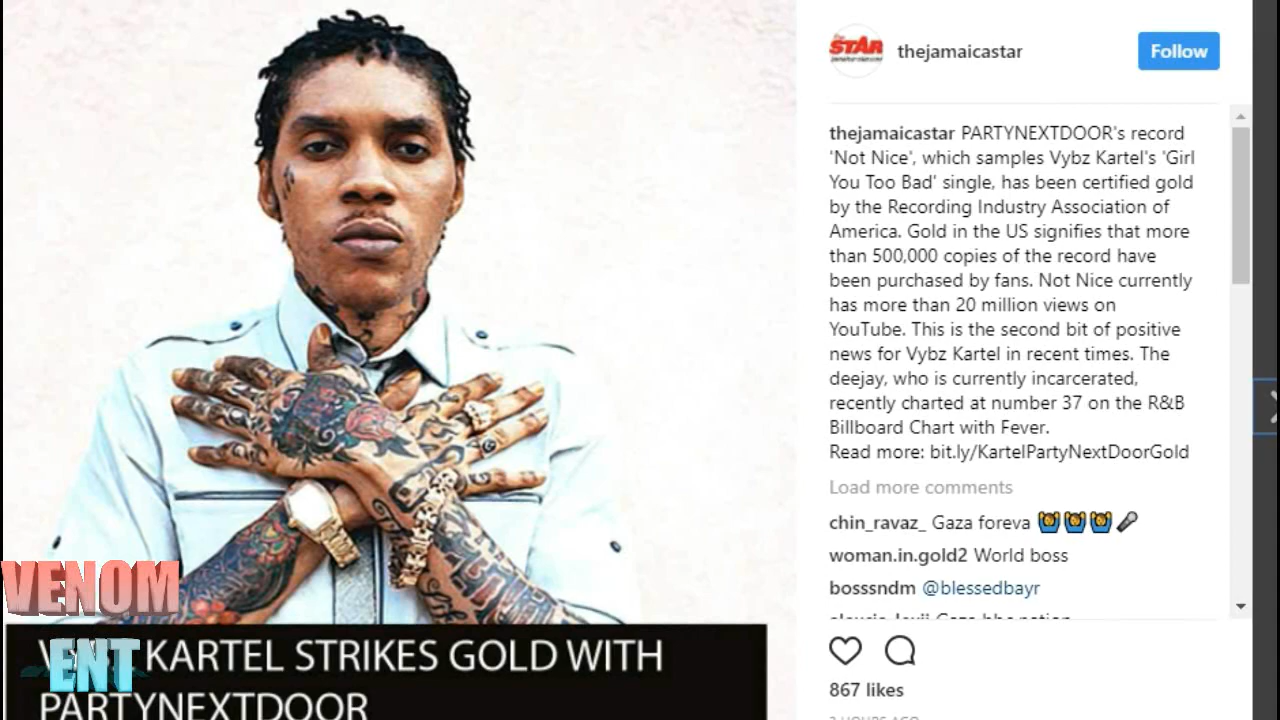 VENOM
ENT
KARTEL STRIKES GOLD WITH
PARTYNEXTDOOR
STAR
thejamaicastar
Follow
thejamaicastar PARTYNEXTDOOR's record
'Not Nice', which samples Vybz Kartel's 'Girl
You Too Bad' single, has been certified gold
by the Recording Industry Association of
America. Gold in the US signifies that more
than 500,000 copies of the record have
been purchased by fans. Not Nice currently
has more than 20 million views on
YouTube. This is the second bit of positive
news for Vybz Kartel in recent times. The
deejay, who is currently incarcerated,
recently charted at number 37 on the R&B
Billboard Chart with Fever.
Read more: bit.ly/KartelPartyNextDoorGold
Load more comments
chin_ravaz_ Gaza foreva 🙆🙆🙆🎤
woman.in.gold2 World boss
bosssndm @blessedbayr
867 likes